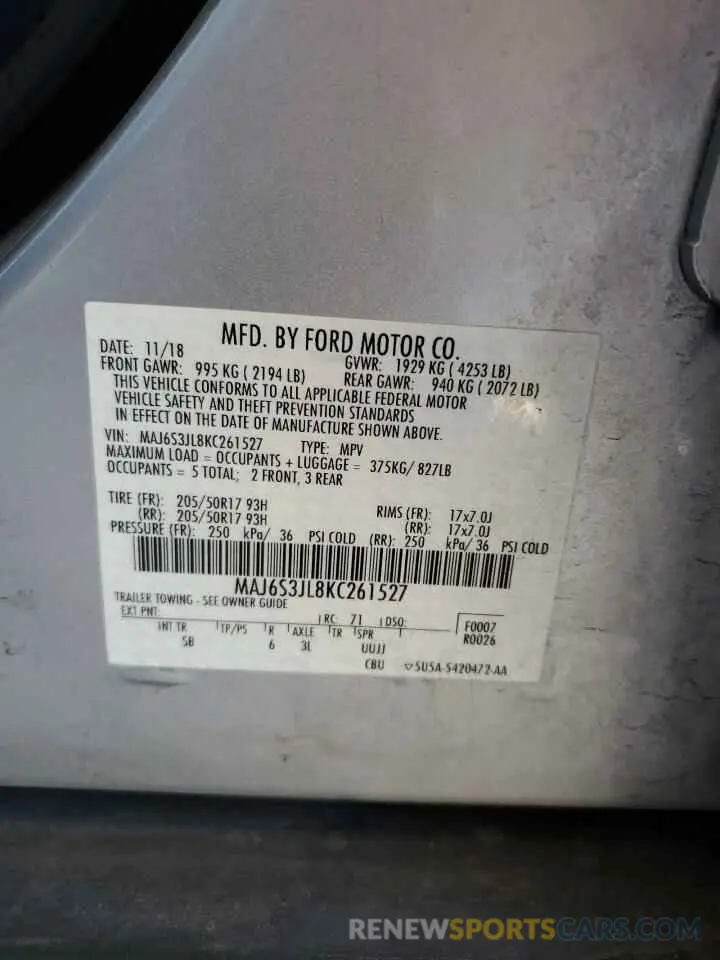 MFD. BY FORD MOTOR CO.
DATE: 11/18 GVWR: 1929 KG ( 4253 LB)
FRONT GAWR: 995 KG ( 2194 LB) REAR GAWR: 940 KG ( 2072 LB)
THIS VEHICLE CONFORMS TO ALL APPLICABLE FEDERAL MOTOR
VEHICLE SAFETY AND THEFT PREVENTION STANDARDS
IN EFFECT ON THE DATE OF MANUFACTURE SHOWN ABOVE.
VIN: MAJ6S3JL8KC261527 TYPE: MPV
MAXIMUM LOAD = OCCUPANTS + LUGGAGE = 375KG/ 827LB
OCCUPANTS = 5 TOTAL; 2 FRONT, 3 REAR
TIRE (FR): 205/50R17 93H RIMS (FR): 17x7.0J
(RR): 205/50R17 93H (RR): 17x7.0J
PRESSURE (FR): 250 kPa/ 36 PSI COLD (RR): 250 kPa/ 36 PSI COLD
MAJ6S3JL8KC261527
TRAILER TOWING - SEE OWNER GUIDE
EXT PNT: RC: 71 DSO: F0007
R0026
INT TR TP/PS R AXLE TR SPR
5B 6 3L UUJJ
CBU 5U5A-5420472-AA
RENEWSPORTSCARS.COM